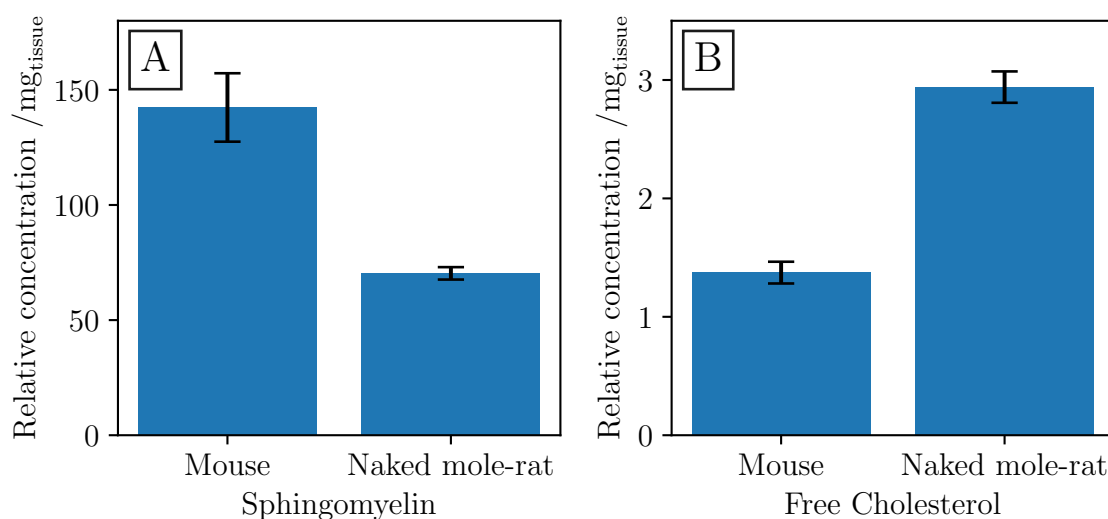 A
Relative concentration /mg_tissue
150
100
50
0
Mouse Naked mole-rat
Sphingomyelin
B
Relative concentration /mg_tissue
3
2
1
0
Mouse Naked mole-rat
Free Cholesterol